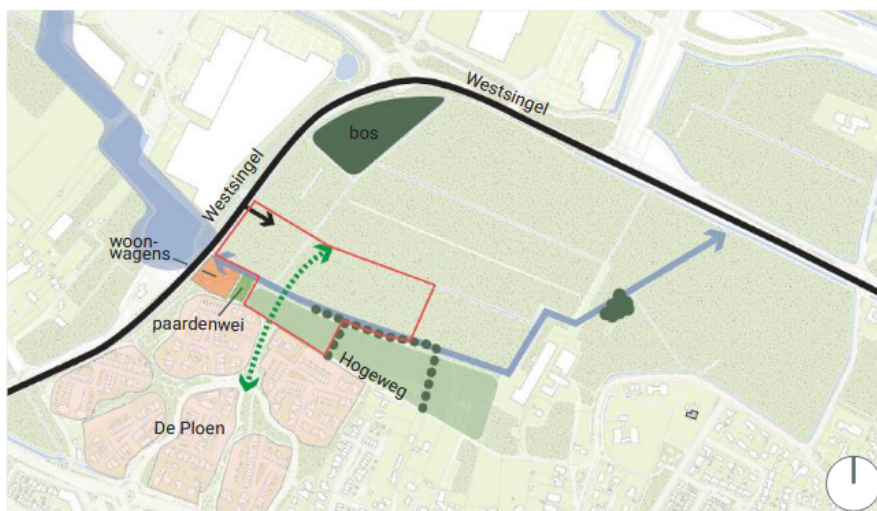 Westsingel
bos
Westsingel
woon-
wagens
paardenwei
Hogeweg
De Ploen